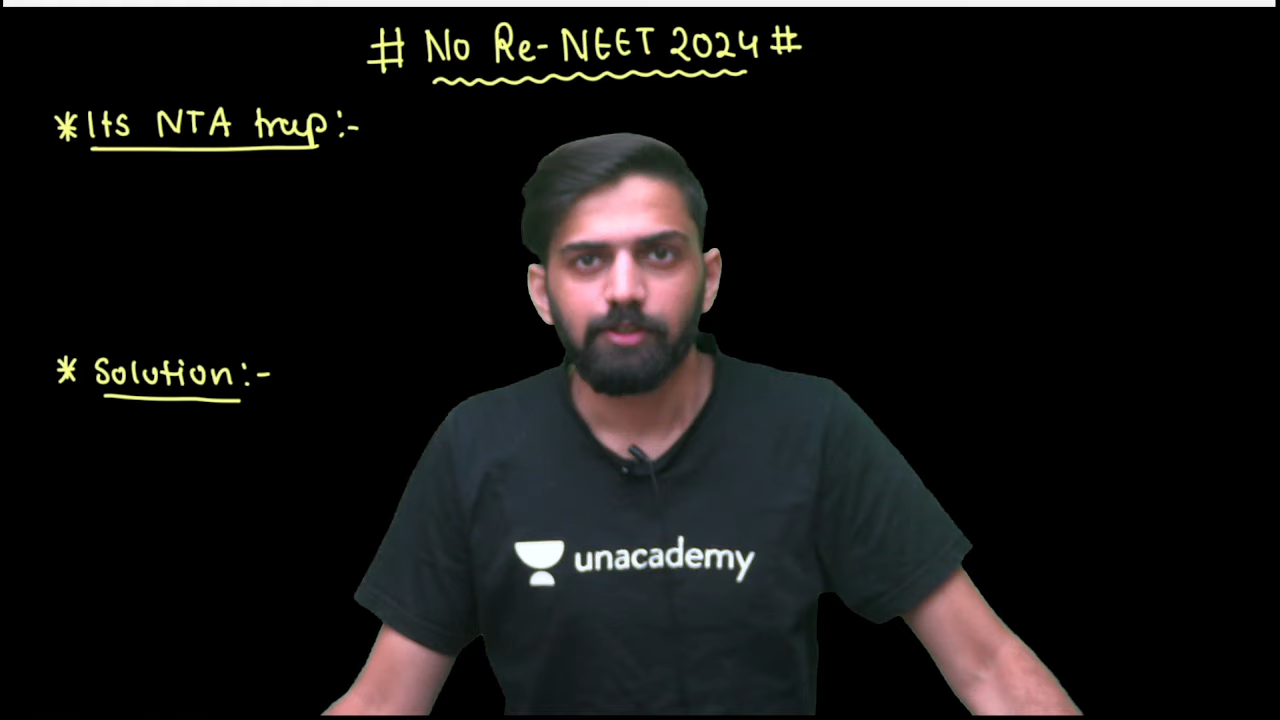 # No Re-NEET 2024 #
* Its NTA trap:-
* Solution:-
unacademy